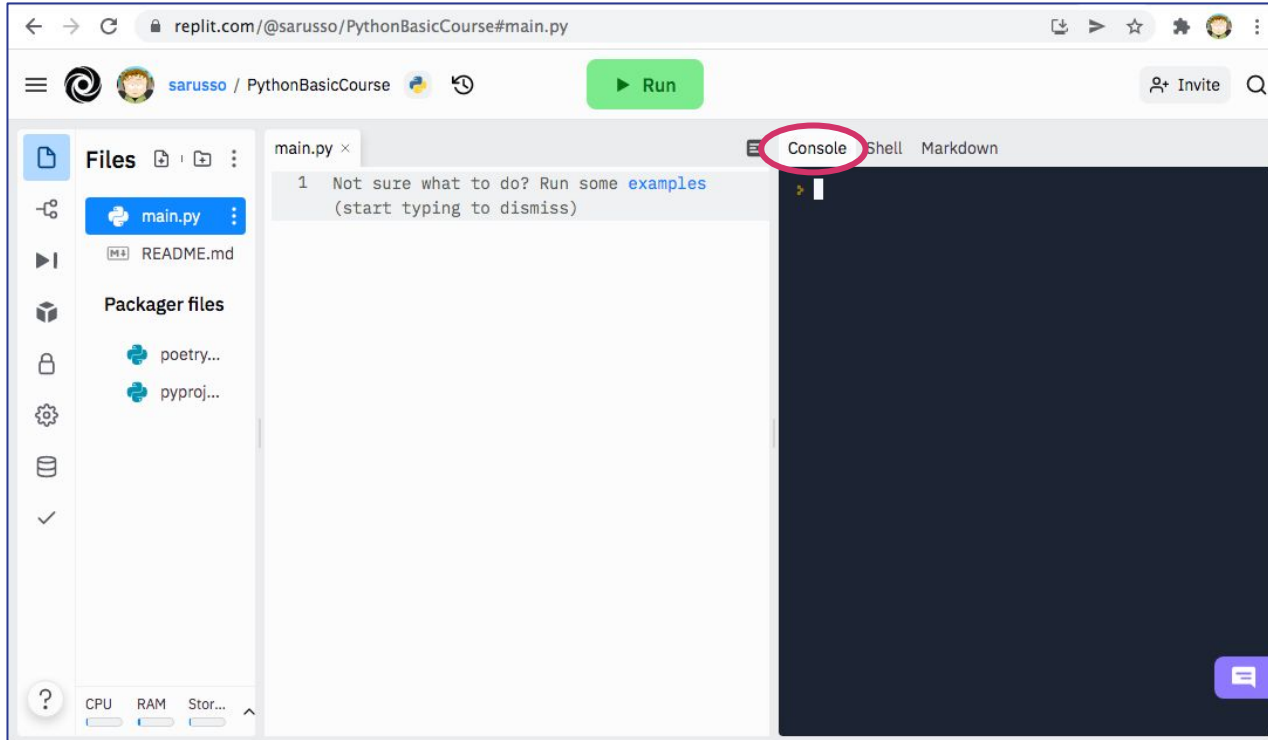 replit.com/@sarusso/PythonBasicCourse#main.py
sarusso / PythonBasicCourse
Run
Invite
Files
main.py
README.md
Packager files
poetry...
pyproj...
CPU RAM Stor...
?
main.py ×
1 Not sure what to do? Run some examples
(start typing to dismiss)
Console Shell Markdown
>